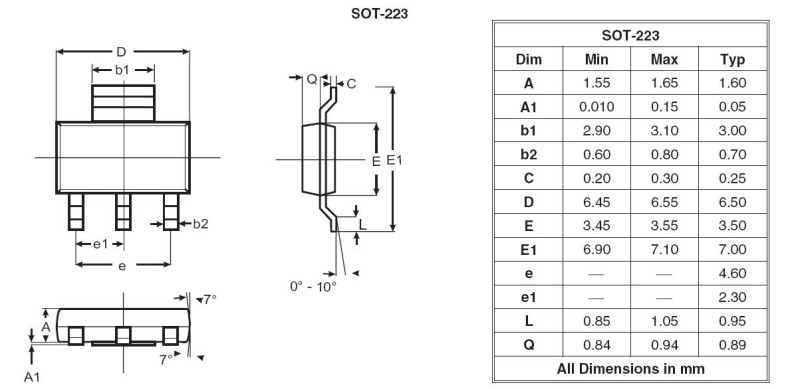 SOT-223
D
b1
Q
C
E
E1
b2
e1
e
L
0° - 10°
7°
A
7°
A1
SOT-223
Dim Min Max Typ
A 1.55 1.65 1.60
A1 0.010 0.15 0.05
b1 2.90 3.10 3.00
b2 0.60 0.80 0.70
C 0.20 0.30 0.25
D 6.45 6.55 6.50
E 3.45 3.55 3.50
E1 6.90 7.10 7.00
e — — 4.60
e1 — — 2.30
L 0.85 1.05 0.95
Q 0.84 0.94 0.89
All Dimensions in mm